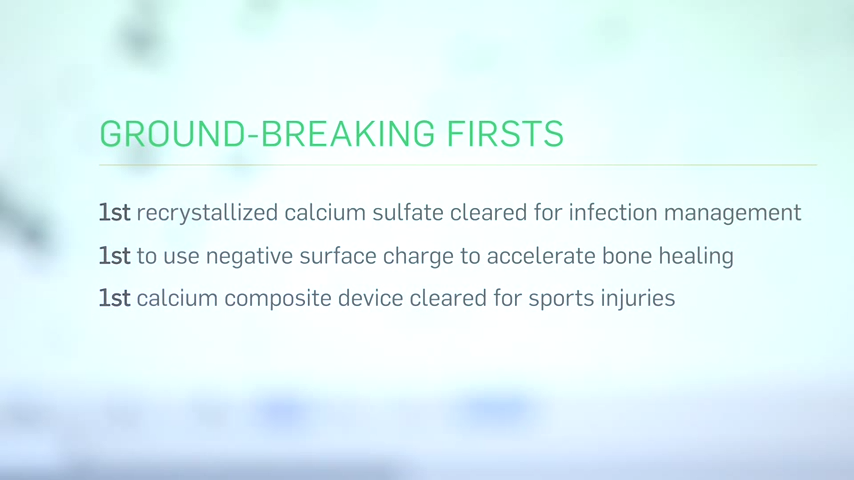 GROUND-BREAKING FIRSTS
1st recrystallized calcium sulfate cleared for infection management
1st to use negative surface charge to accelerate bone healing
1st calcium composite device cleared for sports injuries